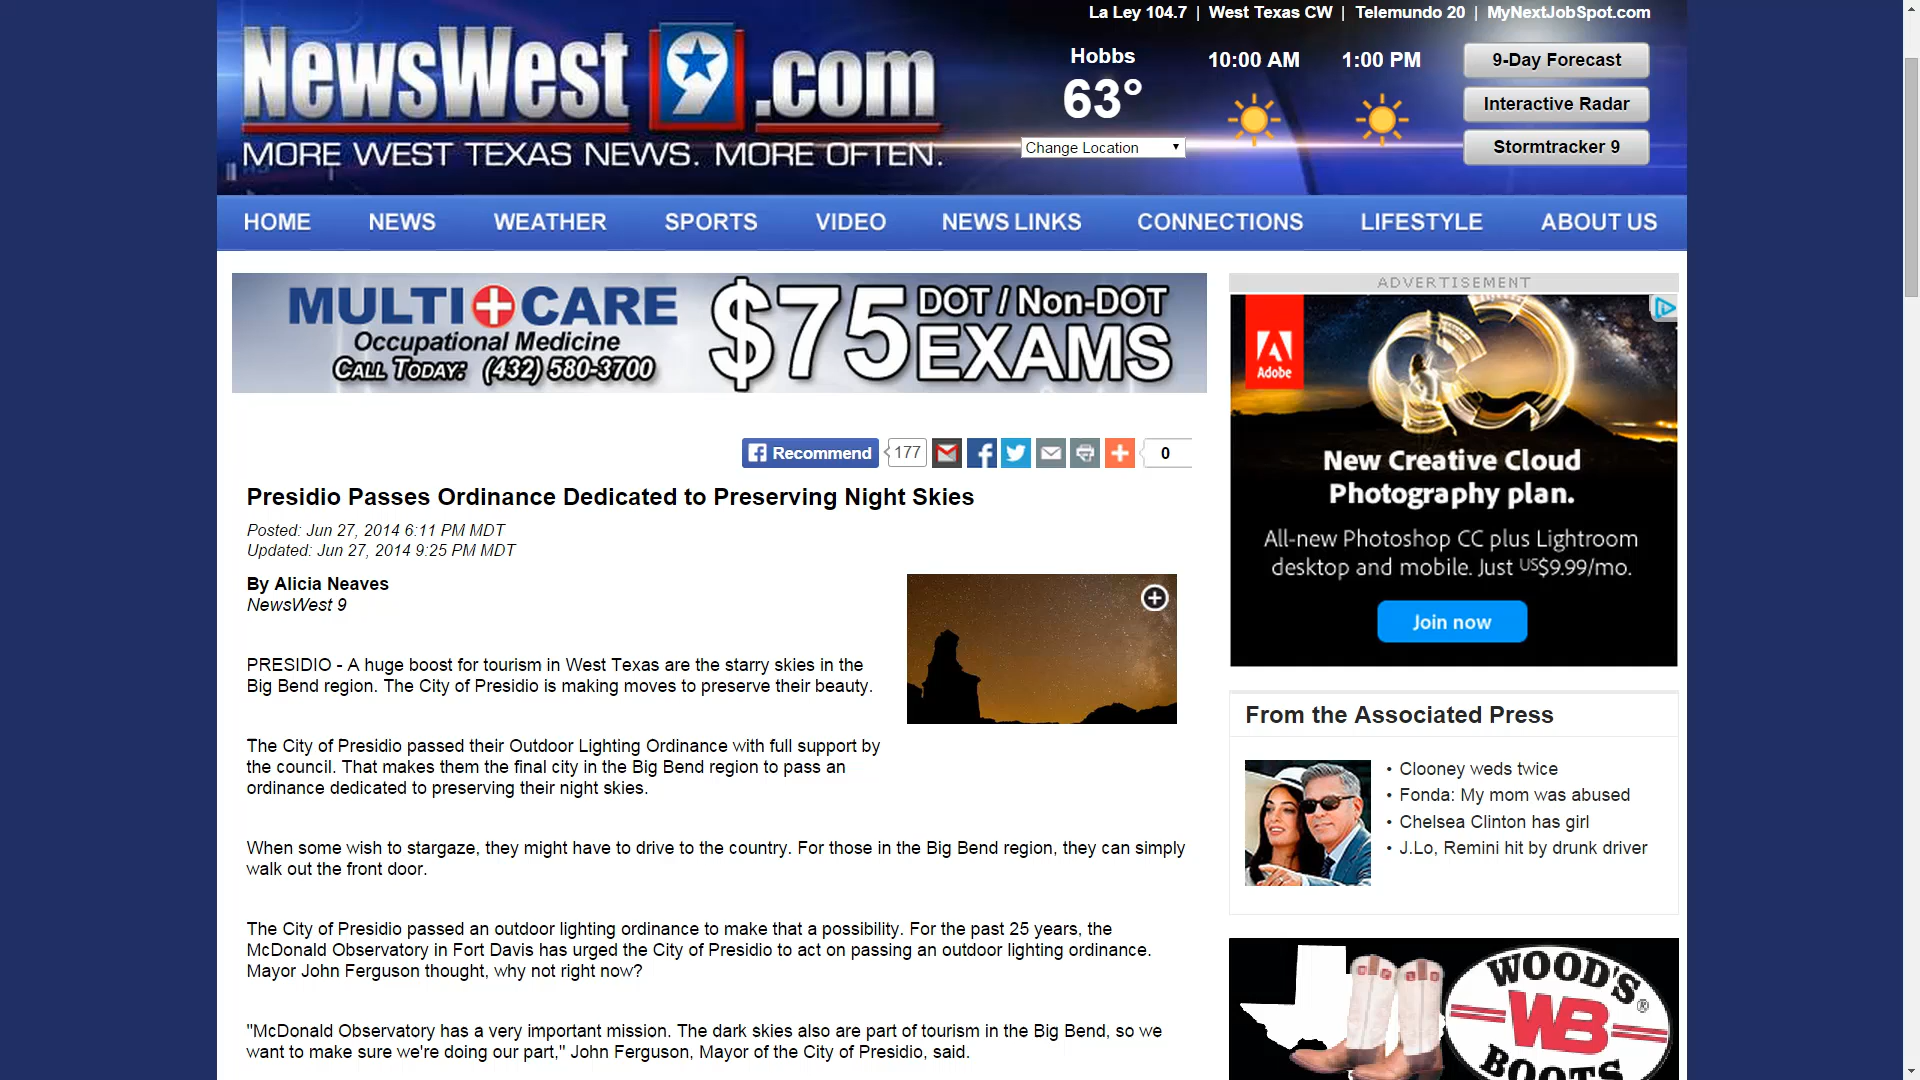 La Ley 104.7 | West Texas CW | Telemundo 20 | MyNextJobSpot.com
NewsWest 9 .com
MORE WEST TEXAS NEWS. MORE OFTEN.
Hobbs
63°
Change Location
10:00 AM
1:00 PM
9-Day Forecast
Interactive Radar
Stormtracker 9
HOME NEWS WEATHER SPORTS VIDEO NEWS LINKS CONNECTIONS LIFESTYLE ABOUT US
MULTI CARE
Occupational Medicine
CALL TODAY: (432) 580-3700
$75 DOT / Non-DOT
EXAMS
Recommend 177 0
Presidio Passes Ordinance Dedicated to Preserving Night Skies
Posted: Jun 27, 2014 6:11 PM MDT
Updated: Jun 27, 2014 9:25 PM MDT
By Alicia Neaves
NewsWest 9
PRESIDIO - A huge boost for tourism in West Texas are the starry skies in the
Big Bend region. The City of Presidio is making moves to preserve their beauty.
The City of Presidio passed their Outdoor Lighting Ordinance with full support by
the council. That makes them the final city in the Big Bend region to pass an
ordinance dedicated to preserving their night skies.
When some wish to stargaze, they might have to drive to the country. For those in the Big Bend region, they can simply
walk out the front door.
The City of Presidio passed an outdoor lighting ordinance to make that a possibility. For the past 25 years, the
McDonald Observatory in Fort Davis has urged the City of Presidio to act on passing an outdoor lighting ordinance.
Mayor John Ferguson thought, why not right now?
"McDonald Observatory has a very important mission. The dark skies also are part of tourism in the Big Bend, so we
want to make sure we're doing our part," John Ferguson, Mayor of the City of Presidio, said.
ADVERTISEMENT
Adobe
New Creative Cloud
Photography plan.
All-new Photoshop CC plus Lightroom
desktop and mobile. Just US$9.99/mo.
Join now
From the Associated Press
• Clooney weds twice
• Fonda: My mom was abused
• Chelsea Clinton has girl
• J.Lo, Remini hit by drunk driver
WOOD'S
WB ®
BOOTS